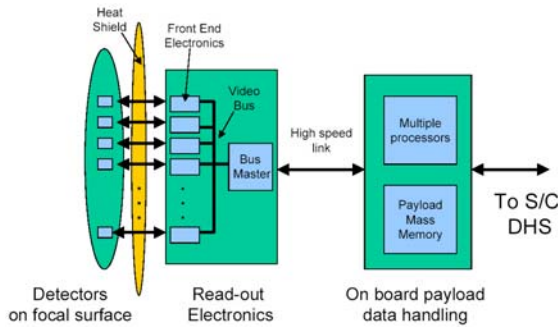 Heat
Shield
Front End
Electronics
Video
Bus
High speed
link
Bus
Master
Multiple
processors
Payload
Mass
Memory
To S/C
DHS
Detectors
on focal surface
Read-out
Electronics
On board payload
data handling